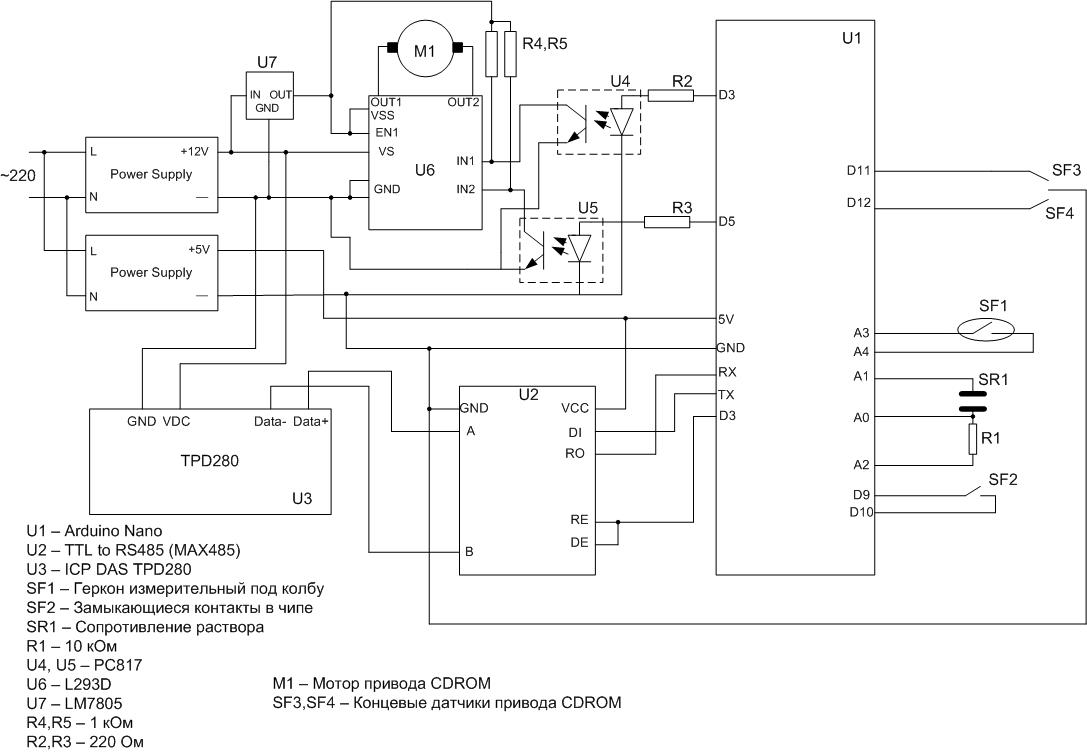 U1
U7
M1
R4,R5
IN OUT
GND
OUT1
OUT2
VSS
EN1
VS
GND
U6
IN1
IN2
U4
R2
D3
U5
R3
D5
~220
L
+12V
Power Supply
N
—
L
+5V
Power Supply
N
—
D11
D12
SF3
SF4
5V
GND
RX
TX
D3
A3
A4
A1
A0
A2
D9
D10
SF1
SR1
R1
SF2
U2
GND
VCC
A
DI
RO
RE
DE
B
GND VDC
Data- Data+
TPD280
U3
U1 – Arduino Nano
U2 – TTL to RS485 (MAX485)
U3 – ICP DAS TPD280
SF1 – Геркон измерительный под колбу
SF2 – Замыкающиеся контакты в чипе
SR1 – Сопротивление раствора
R1 – 10 кОм
U4, U5 – PC817
U6 – L293D
U7 – LM7805
R4,R5 – 1 кОм
R2,R3 – 220 Ом
M1 – Мотор привода CDROM
SF3,SF4 – Концевые датчики привода CDROM